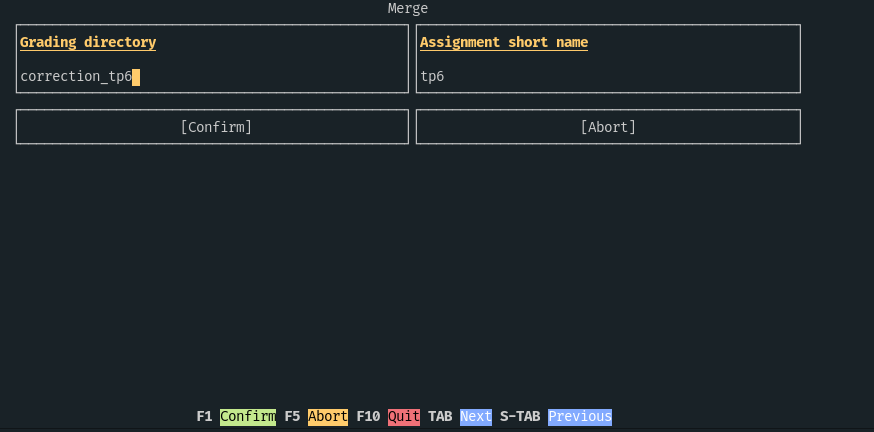 Merge
Grading directory
Assignment short name
correction_tp6
tp6
[Confirm]
[Abort]
F1 Confirm F5 Abort F10 Quit TAB Next S-TAB Previous